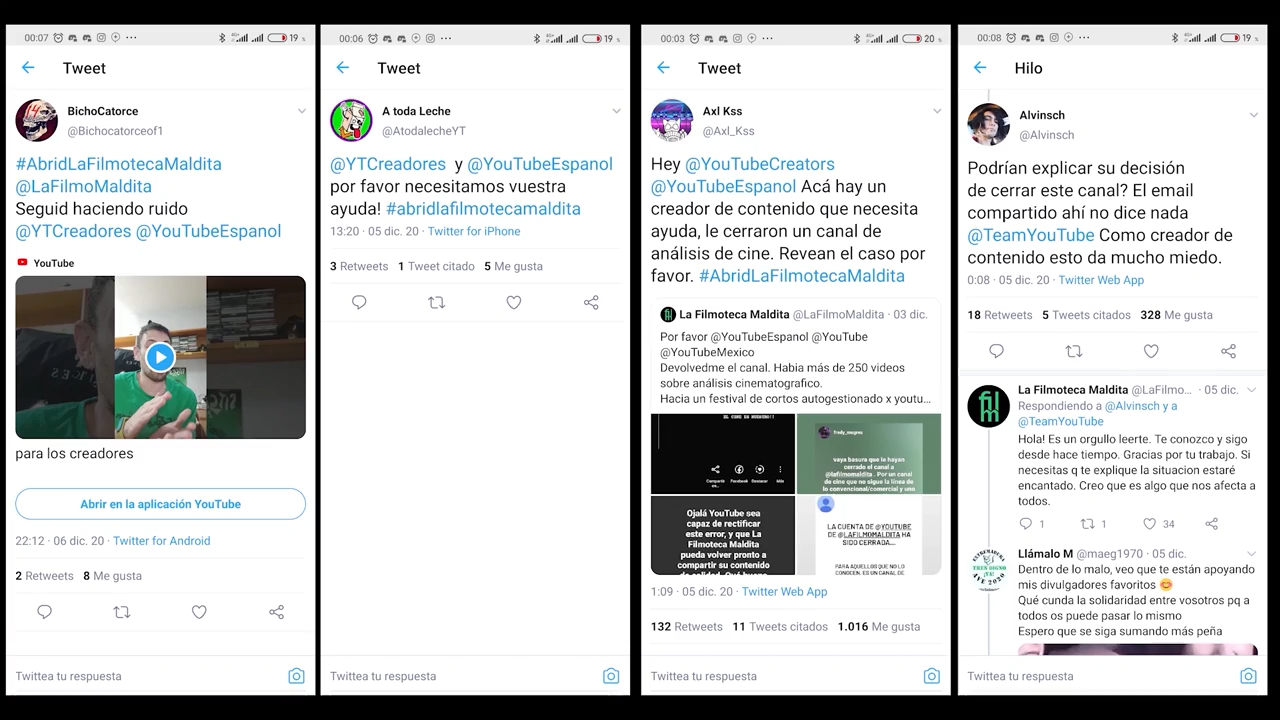 00:07
4G+
19 %
Tweet
BichoCatorce
@Bichocatorceof1
#AbridLaFilmotecaMaldita
@LaFilmoMaldita
Seguid haciendo ruido
@YTCreadores @YouTubeEspanol
YouTube
para los creadores
Abrir en la aplicación YouTube
22:12 · 06 dic. 20 · Twitter for Android
2 Retweets 8 Me gusta
Twittea tu respuesta
00:06
4G+
19 %
Tweet
A toda Leche
@AtodalecheYT
@YTCreadores y @YouTubeEspanol
por favor necesitamos vuestra
ayuda! #abridlafilmotecamaldita
13:20 · 05 dic. 20 · Twitter for iPhone
3 Retweets 1 Tweet citado 5 Me gusta
Twittea tu respuesta
00:03
4G+
20 %
Tweet
Axl Kss
@Axl_Kss
Hey @YouTubeCreators
@YouTubeEspanol Acá hay un
creador de contenido que necesita
ayuda, le cerraron un canal de
análisis de cine. Revean el caso por
favor. #AbridLaFilmotecaMaldita
La Filmoteca Maldita @LaFilmoMaldita · 03 dic.
Por favor @YouTubeEspanol @YouTube
@YouTubeMexico
Devolvedme el canal. Habia más de 250 videos
sobre análisis cinematografico.
Hacia un festival de cortos autogestionado x youtu...
Facebook
Destacar
Más
fredy_mugres
vaya basura que le hayan
cerrado el canal a
@lafilmomaldita . Por un canal
de cine que no sigue la línea de
lo convencional/comercial y uno
Ojalá YouTube sea
capaz de rectificar
este error, y que La
Filmoteca Maldita
pueda volver pronto a
compartir su contenido
LA CUENTA DE @YOUTUBE
DE @LAFILMOMALDITA HA
SIDO CERRADA...
PARA AQUELLOS QUE NO
LO CONOCEN, ES UN CANAL DE
1:09 · 05 dic. 20 · Twitter Web App
132 Retweets 11 Tweets citados 1.016 Me gusta
Twittea tu respuesta
00:08
4G+
19 %
Hilo
Alvinsch
@Alvinsch
Podrían explicar su decisión
de cerrar este canal? El email
compartido ahí no dice nada
@TeamYouTube Como creador de
contenido esto da mucho miedo.
0:08 · 05 dic. 20 · Twitter Web App
18 Retweets 5 Tweets citados 328 Me gusta
film
La Filmoteca Maldita @LaFilmo... · 05 dic.
Respondiendo a @Alvinsch y a
@TeamYouTube
Hola! Es un orgullo leerte. Te conozco y sigo
desde hace tiempo. Gracias por tu trabajo. Si
necesitas q te explique la situacion estaré
encantado. Creo que es algo que nos afecta a
todos.
1 1 34
Llámalo M @maeg1970 · 05 dic.
Dentro de lo malo, veo que te están apoyando
mis divulgadores favoritos 😊
Qué cunda la solidaridad entre vosotros pq a
todos os puede pasar lo mismo
Espero que se siga sumando más peña
Twittea tu respuesta